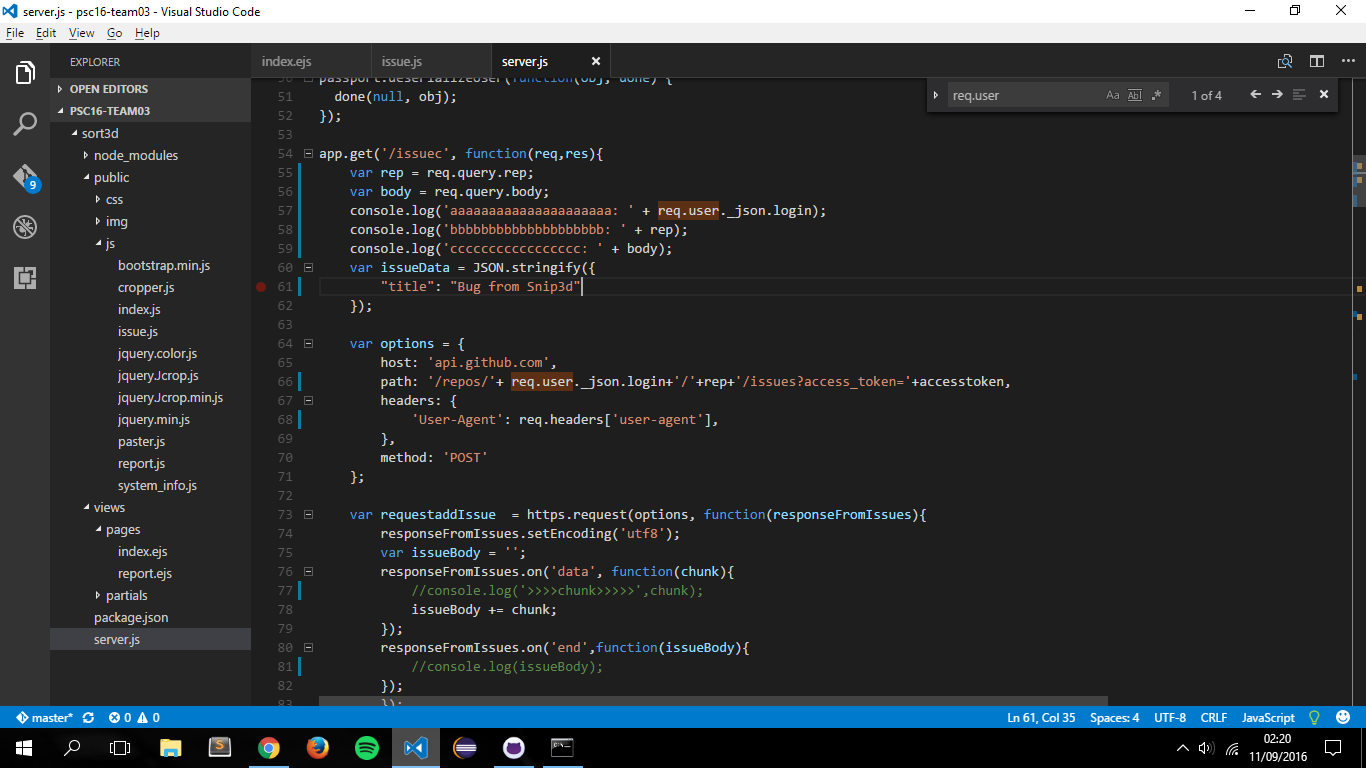 server.js - psc16-team03 - Visual Studio Code
File Edit View Go Help
EXPLORER
OPEN EDITORS
PSC16-TEAM03
sort3d
node_modules
public
css
img
js
bootstrap.min.js
cropper.js
index.js
issue.js
jquery.color.js
jquery.Jcrop.js
jquery.Jcrop.min.js
jquery.min.js
paster.js
report.js
system_info.js
views
pages
index.ejs
report.ejs
partials
package.json
server.js
9
index.ejs issue.js server.js
req.user Aa Abl .* 1 of 4
50 passport.deserializeUser(function(obj, done) {
51 done(null, obj);
52 });
53
54 app.get('/issuec', function(req,res){
55 var rep = req.query.rep;
56 var body = req.query.body;
57 console.log('aaaaaaaaaaaaaaaaaaaaa: ' + req.user._json.login);
58 console.log('bbbbbbbbbbbbbbbbbbbb: ' + rep);
59 console.log('ccccccccccccccccc: ' + body);
60 var issueData = JSON.stringify({
61 "title": "Bug from Snip3d"
62 });
63
64 var options = {
65 host: 'api.github.com',
66 path: '/repos/'+ req.user._json.login+'/'+rep+'/issues?access_token='+accesstoken,
67 headers: {
68 'User-Agent': req.headers['user-agent'],
69 },
70 method: 'POST'
71 };
72
73 var requestaddIssue  = https.request(options, function(responseFromIssues){
74 responseFromIssues.setEncoding('utf8');
75 var issueBody = '';
76 responseFromIssues.on('data', function(chunk){
77 //console.log('>>>>chunk>>>>>',chunk);
78 issueBody += chunk;
79 });
80 responseFromIssues.on('end',function(issueBody){
81 //console.log(issueBody);
82 });
83 });
master* 0 0 Ln 61, Col 35 Spaces: 4 UTF-8 CRLF JavaScript
02:20
11/09/2016